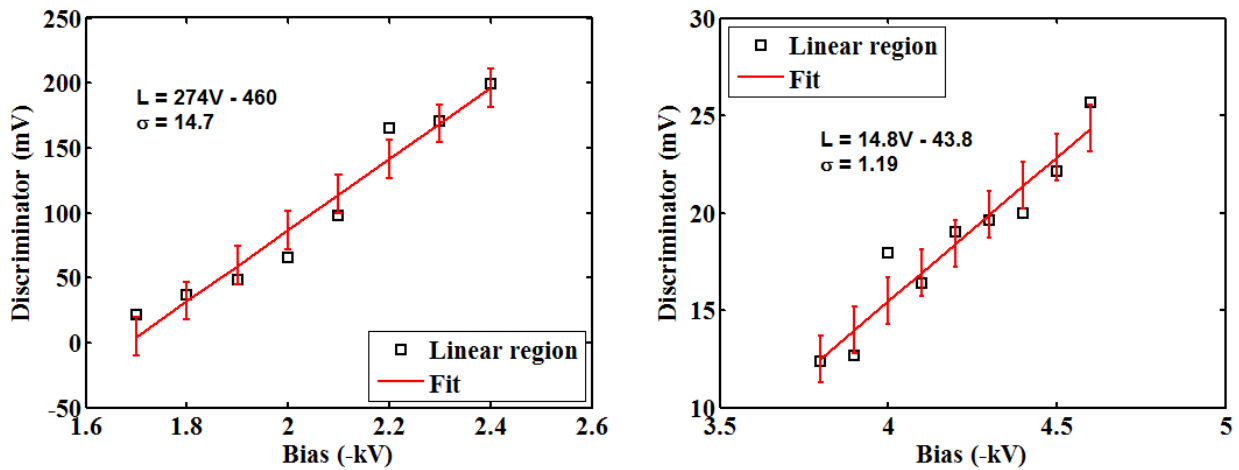 250
200
150
100
50
0
-50
Discriminator (mV)
L = 274V - 460
σ = 14.7
Linear region
Fit
1.6
1.8
2
2.2
2.4
2.6
Bias (-kV)
30
25
20
15
10
Discriminator (mV)
Linear region
Fit
L = 14.8V - 43.8
σ = 1.19
3.5
4
4.5
5
Bias (-kV)